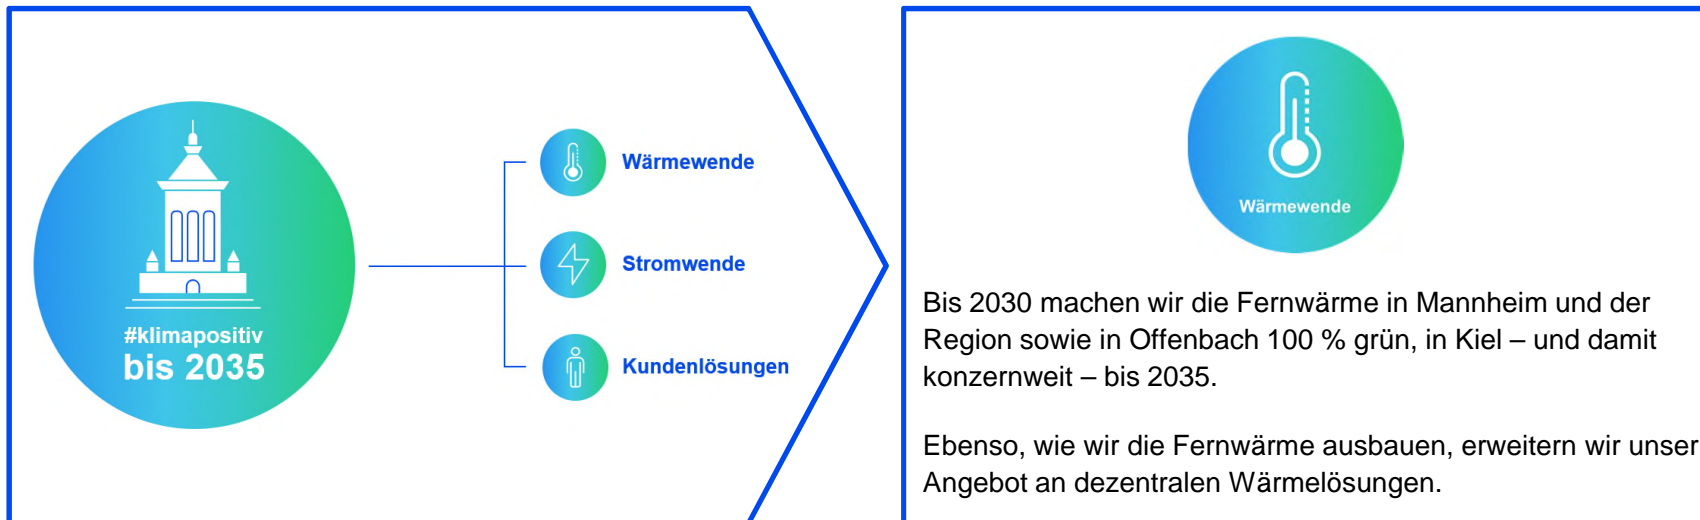 #klimapositiv
bis 2035
Wärmewende
Stromwende
Kundenlösungen
Wärmewende
Bis 2030 machen wir die Fernwärme in Mannheim und der
Region sowie in Offenbach 100 % grün, in Kiel – und damit
konzernweit – bis 2035.
Ebenso, wie wir die Fernwärme ausbauen, erweitern wir unser
Angebot an dezentralen Wärmelösungen.